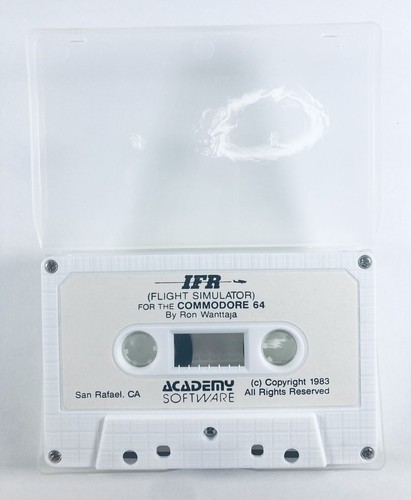 IFR
(FLIGHT SIMULATOR)
FOR THE COMMODORE 64
By Ron Wanttaja
San Rafael, CA
ACADEMY
SOFTWARE
(c) Copyright 1983
All Rights Reserved